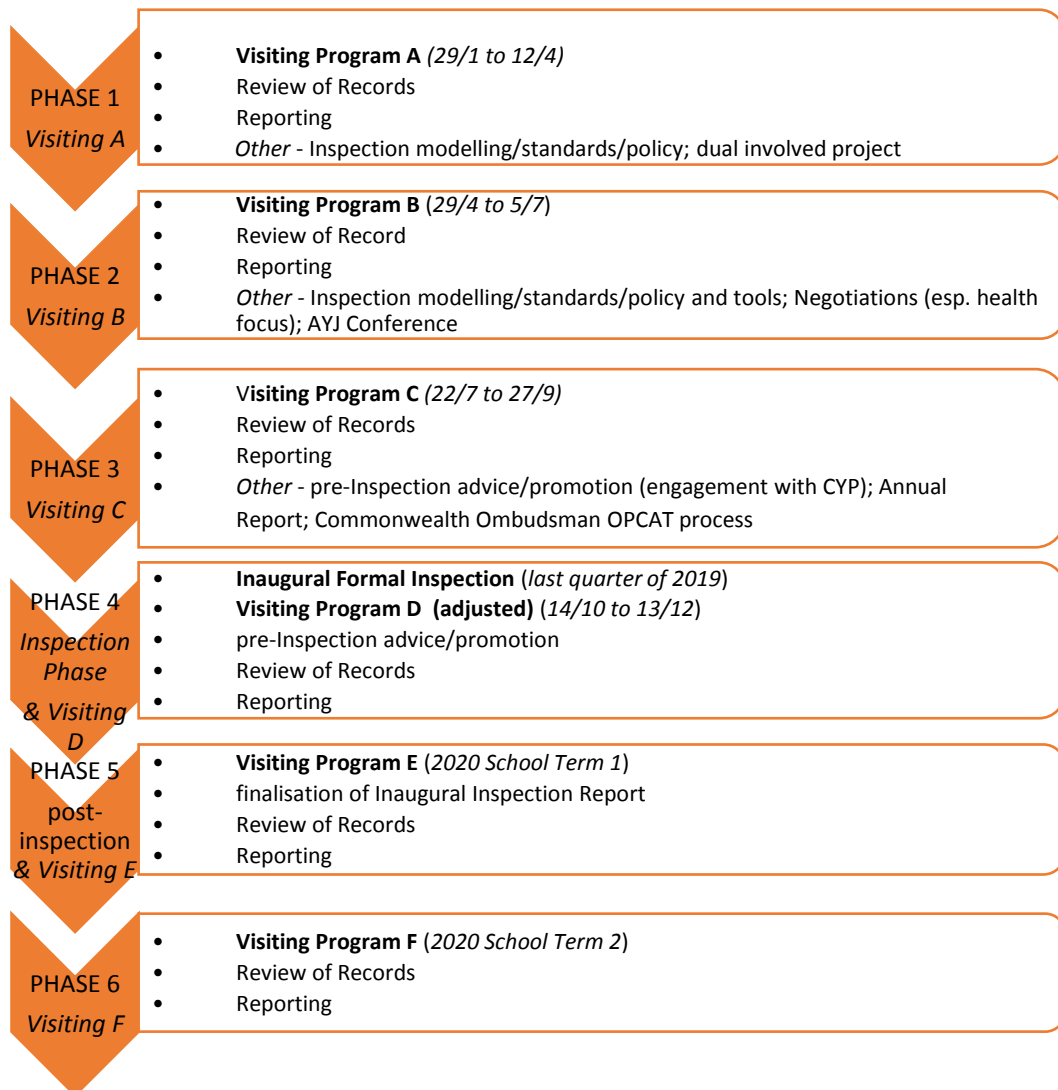 PHASE 1
Visiting A
• Visiting Program A (29/1 to 12/4)
• Review of Records
• Reporting
• Other - Inspection modelling/standards/policy; dual involved project
PHASE 2
Visiting B
• Visiting Program B (29/4 to 5/7)
• Review of Record
• Reporting
• Other - Inspection modelling/standards/policy and tools; Negotiations (esp. health
focus); AYJ Conference
PHASE 3
Visiting C
• Visiting Program C (22/7 to 27/9)
• Review of Records
• Reporting
• Other - pre-Inspection advice/promotion (engagement with CYP); Annual
Report; Commonwealth Ombudsman OPCAT process
PHASE 4
Inspection
Phase
& Visiting
D
• Inaugural Formal Inspection (last quarter of 2019)
• Visiting Program D (adjusted) (14/10 to 13/12)
• pre-Inspection advice/promotion
• Review of Records
• Reporting
PHASE 5
post-
inspection
& Visiting E
• Visiting Program E (2020 School Term 1)
• finalisation of Inaugural Inspection Report
• Review of Records
• Reporting
PHASE 6
Visiting F
• Visiting Program F (2020 School Term 2)
• Review of Records
• Reporting